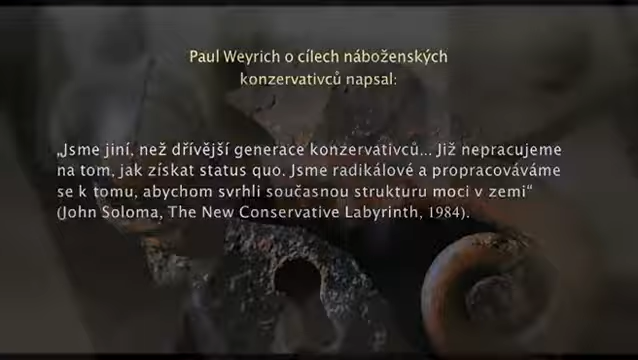 Paul Weyrich o cílech náboženských
konzervativců napsal:
„Jsme jiní, než dřívější generace konzervativců... Již nepracujeme
na tom, jak získat status quo. Jsme radikálové a propracováváme
se k tomu, abychom svrhli současnou strukturu moci v zemi“
(John Soloma, The New Conservative Labyrinth, 1984).